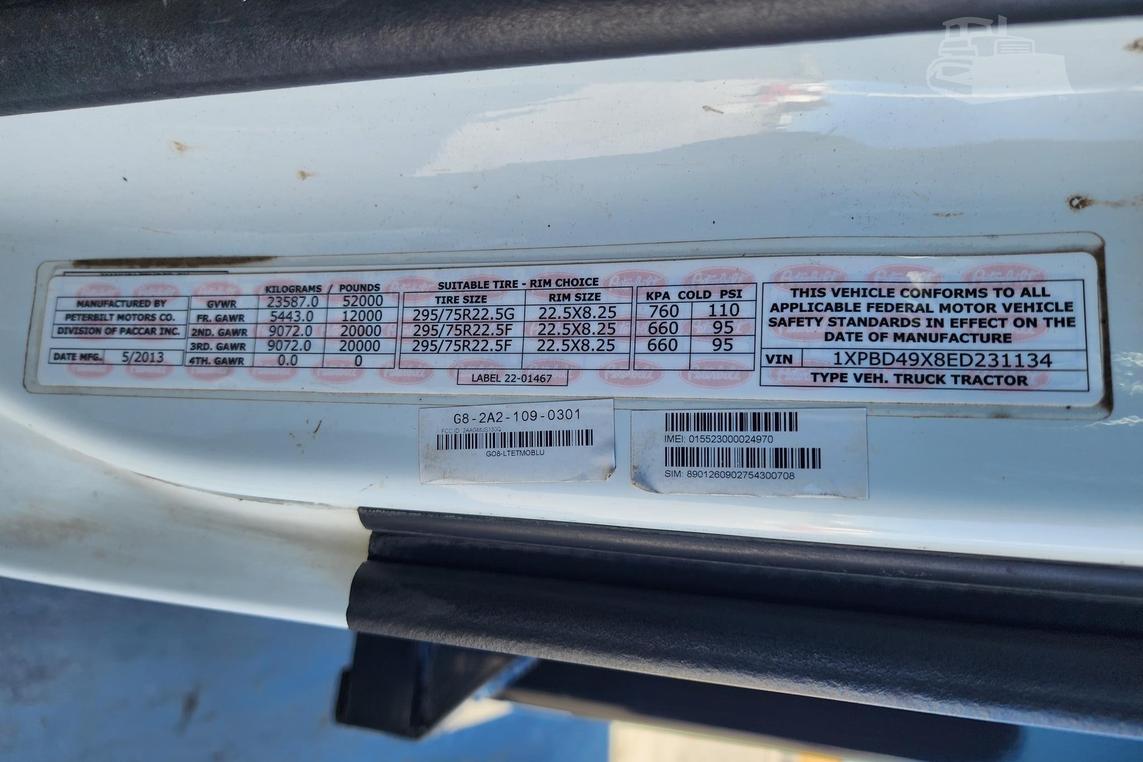 KILOGRAMS / POUNDS SUITABLE TIRE - RIM CHOICE
MANUFACTURED BY GVWR 23587.0 52000 TIRE SIZE RIM SIZE KPA COLD PSI
PETERBILT MOTORS CO. FR. GAWR 5443.0 12000 295/75R22.5G 22.5X8.25 760 110
DIVISION OF PACCAR INC. 2ND. GAWR 9072.0 20000 295/75R22.5F 22.5X8.25 660 95
3RD. GAWR 9072.0 20000 295/75R22.5F 22.5X8.25 660 95
DATE MFG. 5/2013 4TH. GAWR 0.0 0
LABEL 22-01467
THIS VEHICLE CONFORMS TO ALL
APPLICABLE FEDERAL MOTOR VEHICLE
SAFETY STANDARDS IN EFFECT ON THE
DATE OF MANUFACTURE
VIN 1XPBD49X8ED231134
TYPE VEH. TRUCK TRACTOR
G8-2A2-109-0301
FCC ID:
GO8-LTETMOBLU
IMEI: 015523000024970
SIM: 8901260902754300708